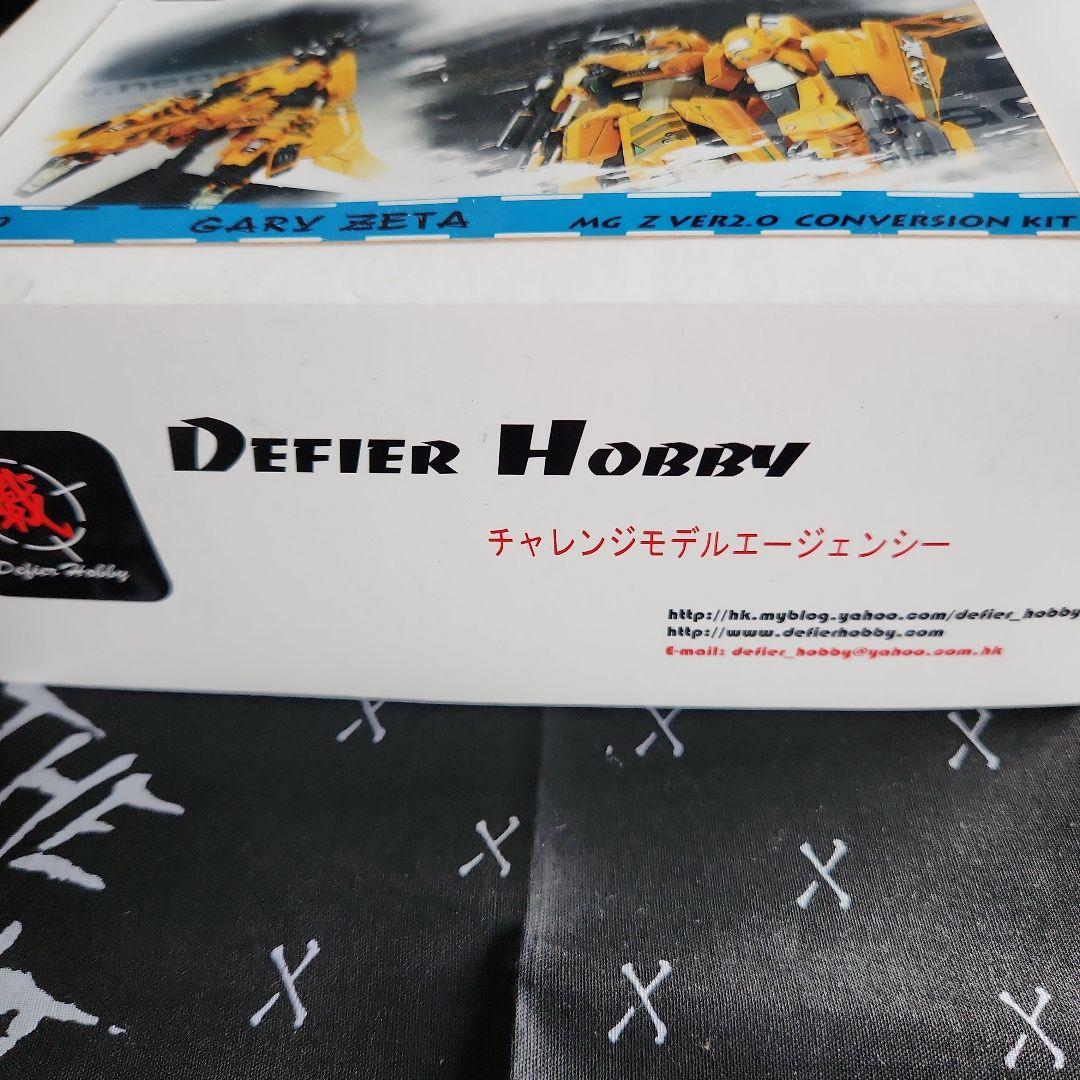 GARY ZETA MG Z VER2.0 CONVERSION KIT
DEFIER HOBBY
戦
Defier Hobby
チャレンジモデルエージェンシー
http://hk.myblog.yahoo.com/defier_hobby
http://www.defierhobby.com
E-mail: defier_hobby@yahoo.com.hk